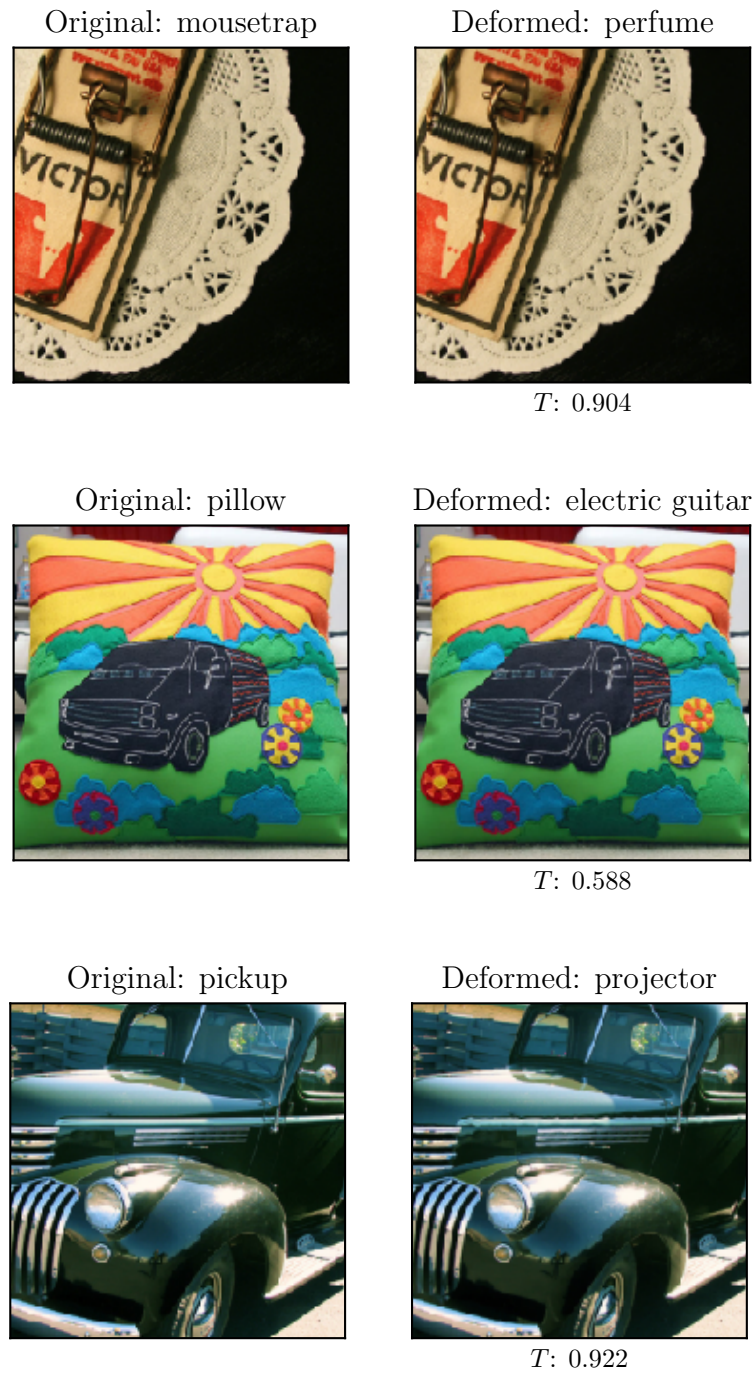 Original: mousetrap
Deformed: perfume
VICTOR
VICTOR
T: 0.904
Original: pillow
Deformed: electric guitar
T: 0.588
Original: pickup
Deformed: projector
T: 0.922